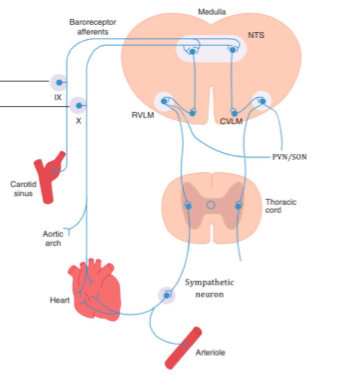 Medulla
Baroreceptor
afferents
NTS
IX
X
RVLM
CVLM
PVN/SON
Carotid
sinus
Thoracic
cord
Aortic
arch
Sympathetic
neuron
Heart
Arteriole